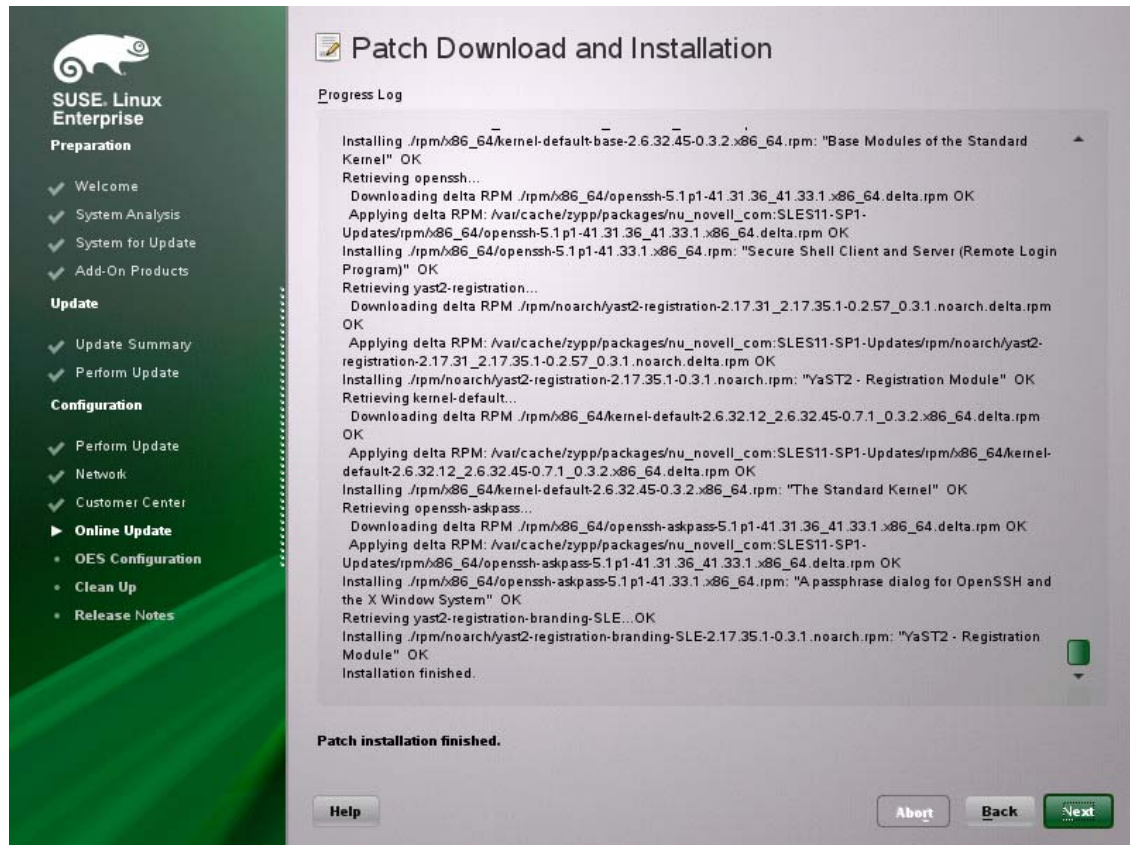 SUSE. Linux
Enterprise
Preparation
Welcome
System Analysis
System for Update
Add-On Products
Update
Update Summary
Perform Update
Configuration
Perform Update
Network
Customer Center
Online Update
OES Configuration
Clean Up
Release Notes
Patch Download and Installation
Progress Log
Installing ./rpm/x86_64/kernel-default-base-2.6.32.45-0.3.2.x86_64.rpm: "Base Modules of the Standard
Kernel" OK
Retrieving openssh...
Downloading delta RPM ./rpm/x86_64/openssh-5.1p1-41.31.36_41.33.1.x86_64.delta.rpm OK
Applying delta RPM: /var/cache/zypp/packages/nu_novell_com:SLES11-SP1-
Updates/rpm/x86_64/openssh-5.1p1-41.31.36_41.33.1.x86_64.delta.rpm OK
Installing ./rpm/x86_64/openssh-5.1p1-41.33.1.x86_64.rpm: "Secure Shell Client and Server (Remote Login
Program)" OK
Retrieving yast2-registration...
Downloading delta RPM ./rpm/noarch/yast2-registration-2.17.31_2.17.35.1-0.2.57_0.3.1.noarch.delta.rpm
OK
Applying delta RPM: /var/cache/zypp/packages/nu_novell_com:SLES11-SP1-Updates/rpm/noarch/yast2-
registration-2.17.31_2.17.35.1-0.2.57_0.3.1.noarch.delta.rpm OK
Installing ./rpm/noarch/yast2-registration-2.17.35.1-0.3.1.noarch.rpm: "YaST2 - Registration Module" OK
Retrieving kernel-default...
Downloading delta RPM ./rpm/x86_64/kernel-default-2.6.32.12_2.6.32.45-0.7.1_0.3.2.x86_64.delta.rpm
OK
Applying delta RPM: /var/cache/zypp/packages/nu_novell_com:SLES11-SP1-Updates/rpm/x86_64/kernel-
default-2.6.32.12_2.6.32.45-0.7.1_0.3.2.x86_64.delta.rpm OK
Installing ./rpm/x86_64/kernel-default-2.6.32.45-0.3.2.x86_64.rpm: "The Standard Kernel" OK
Retrieving openssh-askpass...
Downloading delta RPM ./rpm/x86_64/openssh-askpass-5.1p1-41.31.36_41.33.1.x86_64.delta.rpm OK
Applying delta RPM: /var/cache/zypp/packages/nu_novell_com:SLES11-SP1-
Updates/rpm/x86_64/openssh-askpass-5.1p1-41.31.36_41.33.1.x86_64.delta.rpm OK
Installing ./rpm/x86_64/openssh-askpass-5.1p1-41.33.1.x86_64.rpm: "A passphrase dialog for OpenSSH and
the X Window System" OK
Retrieving yast2-registration-branding-SLE...OK
Installing ./rpm/noarch/yast2-registration-branding-SLE-2.17.35.1-0.3.1.noarch.rpm: "YaST2 - Registration
Module" OK
Installation finished.
Patch installation finished.
Help
Abort
Back
Next